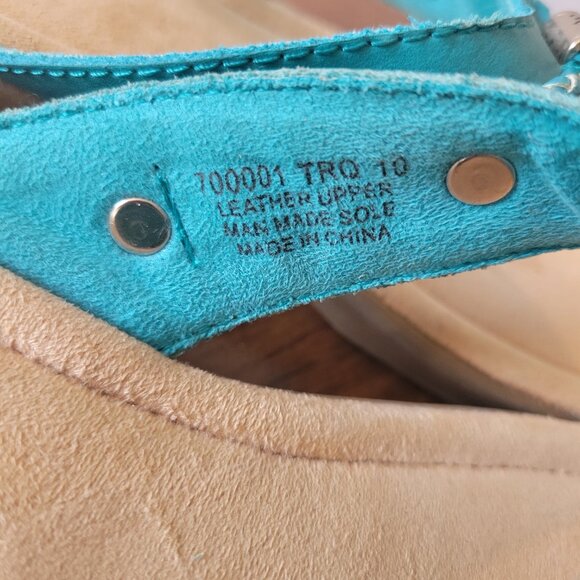 700001 TRQ 10
LEATHER UPPER
MAN MADE SOLE
MADE IN CHINA